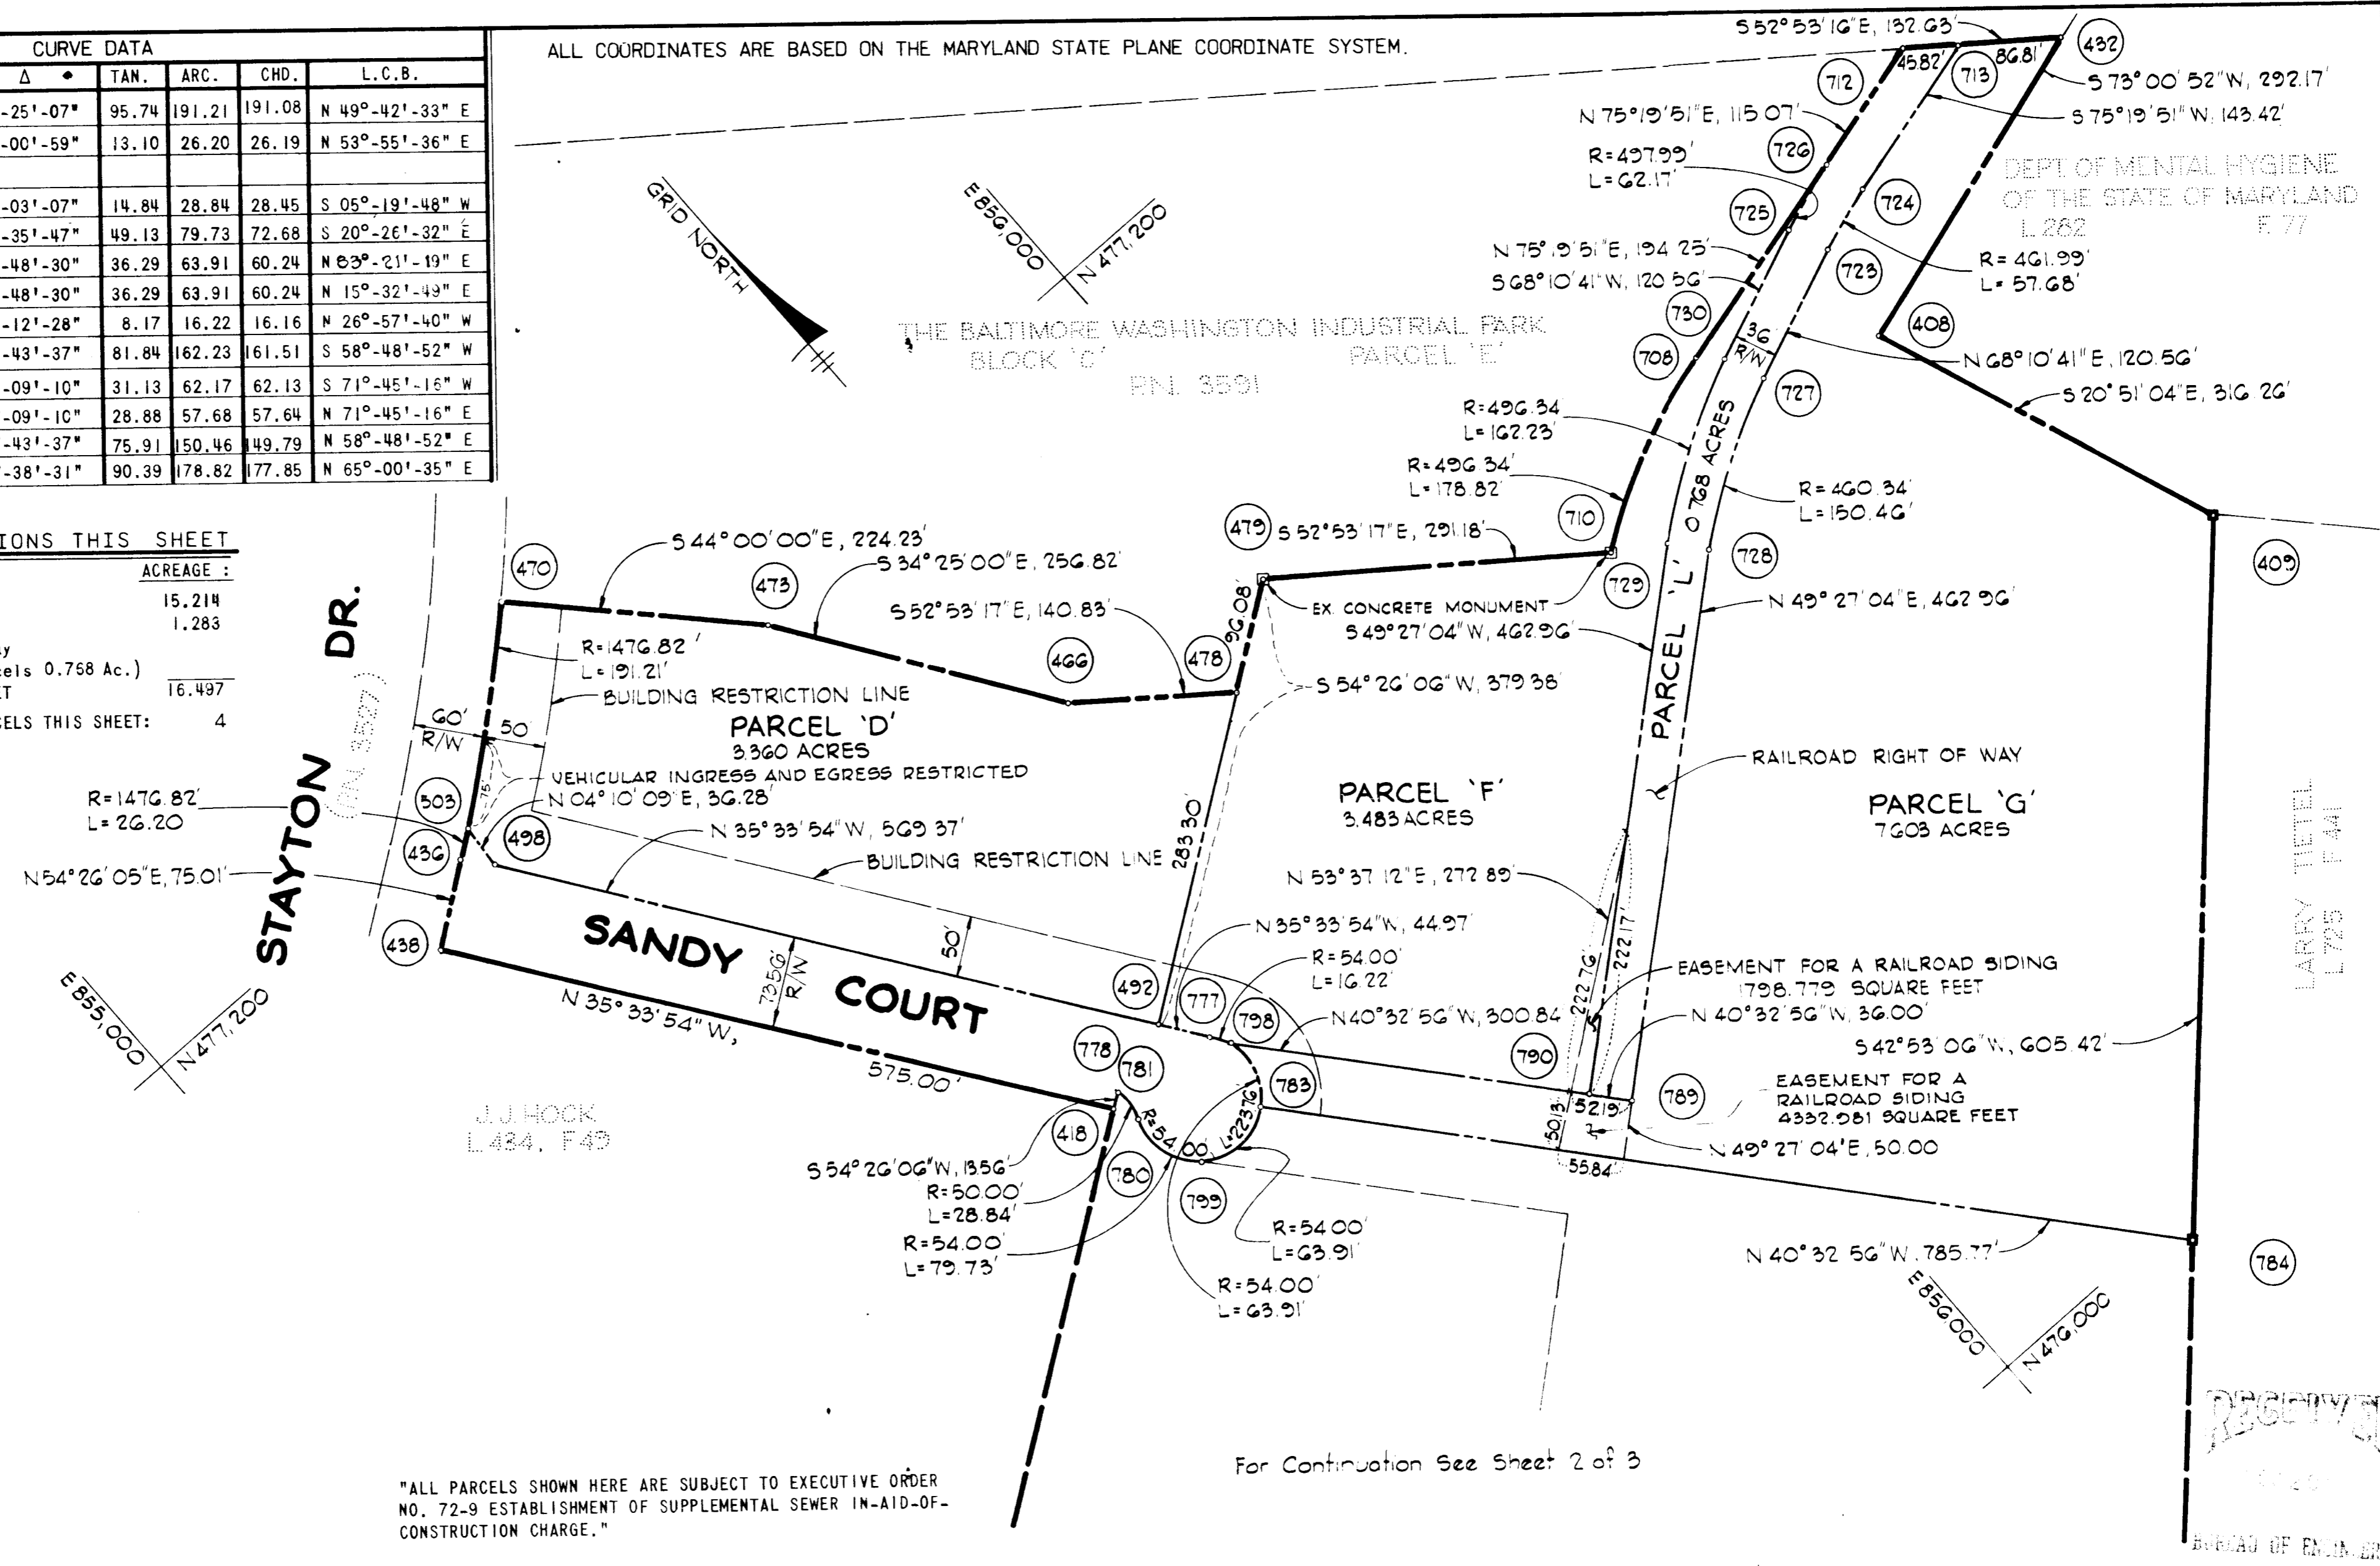 CURVE DATA
Δ TAN. ARC. CHD. L.C.B.
-25'-07" 95.74 191.21 191.08 N 49°-42'-33" E
-00'-59" 13.10 26.20 26.19 N 53°-55'-36" E
-03'-07" 14.84 28.84 28.45 S 05°-19'-48" W
-35'-47" 49.13 79.73 72.68 S 20°-26'-32" E
-48'-30" 36.29 63.91 60.24 N 83°-21'-19" E
-48'-30" 36.29 63.91 60.24 N 15°-32'-49" E
-12'-28" 8.17 16.22 16.16 N 26°-57'-40" W
-43'-37" 81.84 162.23 161.51 S 58°-48'-52" W
-09'-10" 31.13 62.17 62.13 S 71°-45'-16" W
-09'-10" 28.88 57.68 57.64 N 71°-45'-16" E
-43'-37" 75.91 150.46 149.79 N 58°-48'-52" E
-38'-31" 90.39 178.82 177.85 N 65°-00'-35" E
ALL COORDINATES ARE BASED ON THE MARYLAND STATE PLANE COORDINATE SYSTEM.
IONS THIS SHEET
ACREAGE :
15.214
1.283
y
cels 0.768 Ac.)
ET 16.497
CELS THIS SHEET: 4
S 52°53'16"E, 132.63'
45.82'
86.81'
432
712
713
S 73°00'52"W, 292.17'
N 75°19'51"E, 115.07'
S 75°19'51"W, 143.42'
R=497.99'
L=62.17'
726
DEPT. OF MENTAL HYGIENE
OF THE STATE OF MARYLAND
L.282 F. 77
725
724
N 75°19'51"E, 194.25'
S 68°10'41"W, 120.56'
723
R= 461.99'
L= 57.68'
GRID NORTH
E 856,000
N 477,200
THE BALTIMORE WASHINGTON INDUSTRIAL PARK
BLOCK 'C' PARCEL 'E'
P.N. 3591
730
708
36
R/W
408
N 68°10'41"E, 120.56'
S 20°51'04"E, 316.26'
727
R=496.34
L=162.23'
R=496.34'
L=178.82'
R=460.34'
L=150.46'
710
479
S 52°53'17"E, 291.18'
728
729
409
S 44°00'00"E, 224.23'
S 34°25'00"E, 256.82'
470
473
S 52°53'17"E, 140.83'
96.08
EX. CONCRETE MONUMENT
N 49°27'04"E, 462.96'
S 49°27'04"W, 462.96'
PARCEL 'L' 0.768 ACRES
R=1476.82'
L=191.21'
466
478
BUILDING RESTRICTION LINE
S 54°26'06"W, 379.38'
PARCEL 'D'
3.360 ACRES
60'
R/W
50'
STAYTON DR.
(P.N. 3527)
VEHICULAR INGRESS AND EGRESS RESTRICTED
N 04°10'09"E, 36.28'
75'
RAILROAD RIGHT OF WAY
PARCEL 'F'
3.483 ACRES
PARCEL 'G'
7.603 ACRES
R=1476.82'
L=26.20
503
498
N 35°33'54"W, 569.37'
436
BUILDING RESTRICTION LINE
283.30'
N54°26'05"E, 75.01'
N 53°37'12"E, 272.89'
438
SANDY COURT
73.56'
R/W
50'
N 35°33'54"W, 44.97'
R=54.00'
L=16.22'
222.76'
222.17'
EASEMENT FOR A RAILROAD SIDING
1798.779 SQUARE FEET
492
777
798
N40°32'56"W, 300.84
N 40°32'56"W, 36.00'
LARRY TIETEL
L.725 F.441
E 855,000
N 477,200
N 35°33'54"W,
575.00'
778
781
783
790
789
S 42°53'06"W, 605.42'
EASEMENT FOR A
RAILROAD SIDING
4332.981 SQUARE FEET
50.13'
52.19'
55.84'
N 49°27'04"E, 50.00
J.J. HOCK
L.434, F.49
418
R=54.00', L=223.76'
S 54°26'06"W, 13.56'
R=50.00'
L=28.84'
780
799
R=54.00'
L=79.73'
R=54.00'
L=63.91'
R=54.00'
L=63.91'
N 40°32'56"W. 785.77'
784
E 856,000
N 476,000
For Continuation See Sheet 2 of 3
"ALL PARCELS SHOWN HERE ARE SUBJECT TO EXECUTIVE ORDER
NO. 72-9 ESTABLISHMENT OF SUPPLEMENTAL SEWER IN-AID-OF-
CONSTRUCTION CHARGE."
RECEIVE
BUREAU OF ENGINEER